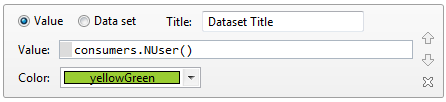 Value Data set Title: Dataset Title
Value: consumers.NUser()
Color: yellowGreen